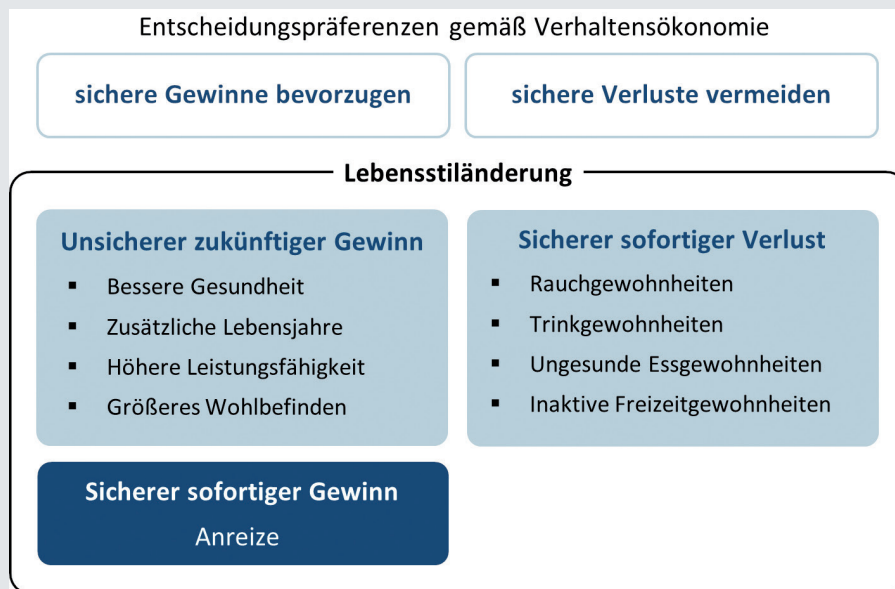 Entscheidungspräferenzen gemäß Verhaltensökonomie
sichere Gewinne bevorzugen
sichere Verluste vermeiden
Lebensstiländerung
Unsicherer zukünftiger Gewinn
▪ Bessere Gesundheit
▪ Zusätzliche Lebensjahre
▪ Höhere Leistungsfähigkeit
▪ Größeres Wohlbefinden
Sicherer sofortiger Verlust
▪ Rauchgewohnheiten
▪ Trinkgewohnheiten
▪ Ungesunde Essgewohnheiten
▪ Inaktive Freizeitgewohnheiten
Sicherer sofortiger Gewinn
Anreize